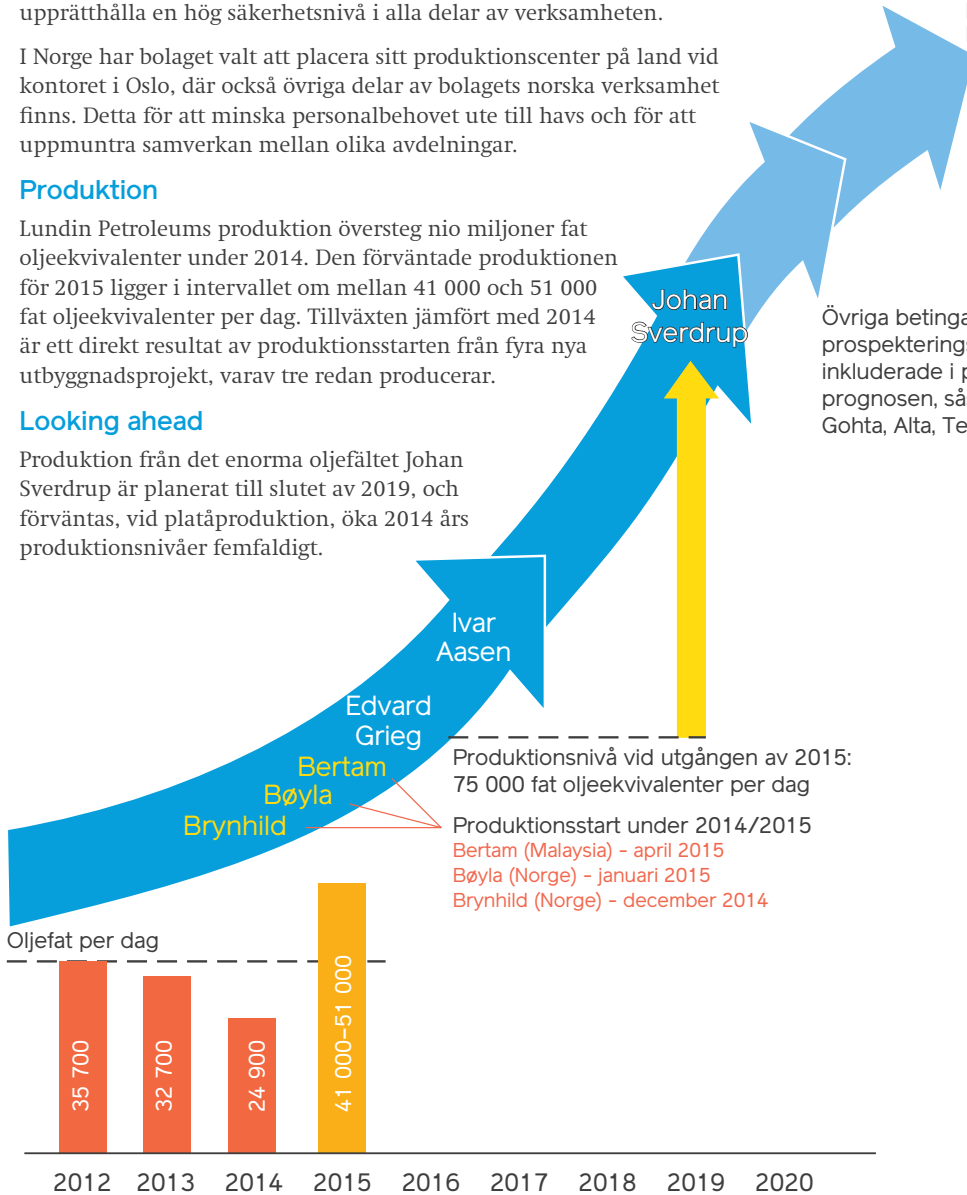 upprätthålla en hög säkerhetsnivå i alla delar av verksamheten.
I Norge har bolaget valt att placera sitt produktionscenter på land vid
kontoret i Oslo, där också övriga delar av bolagets norska verksamhet
finns. Detta för att minska personalbehovet ute till havs och för att
uppmuntra samverkan mellan olika avdelningar.
Produktion
Lundin Petroleums produktion översteg nio miljoner fat
oljeekvivalenter under 2014. Den förväntade produktionen
för 2015 ligger i intervallet om mellan 41 000 och 51 000
fat oljeekvivalenter per dag. Tillväxten jämfört med 2014
är ett direkt resultat av produktionsstarten från fyra nya
utbyggnadsprojekt, varav tre redan producerar.
Looking ahead
Produktion från det enorma oljefältet Johan
Sverdrup är planerat till slutet av 2019, och
förväntas, vid platåproduktion, öka 2014 års
produktionsnivåer femfaldigt.
Johan
Sverdrup
Övriga
prospekterings
inkluderade i
prognosen,
Gohta, Alta,
Ivar
Aasen
Edvard
Grieg
Bertam
Bøyla
Brynhild
Produktionsnivå vid utgången av 2015:
75 000 fat oljeekvivalenter per dag
Produktionsstart under 2014/2015
Bertam (Malaysia) - april 2015
Bøyla (Norge) - januari 2015
Brynhild (Norge) - december 2014
Oljefat per dag
35 700
32 700
24 900
41 000–51 000
2012 2013 2014 2015 2016 2017 2018 2019 2020